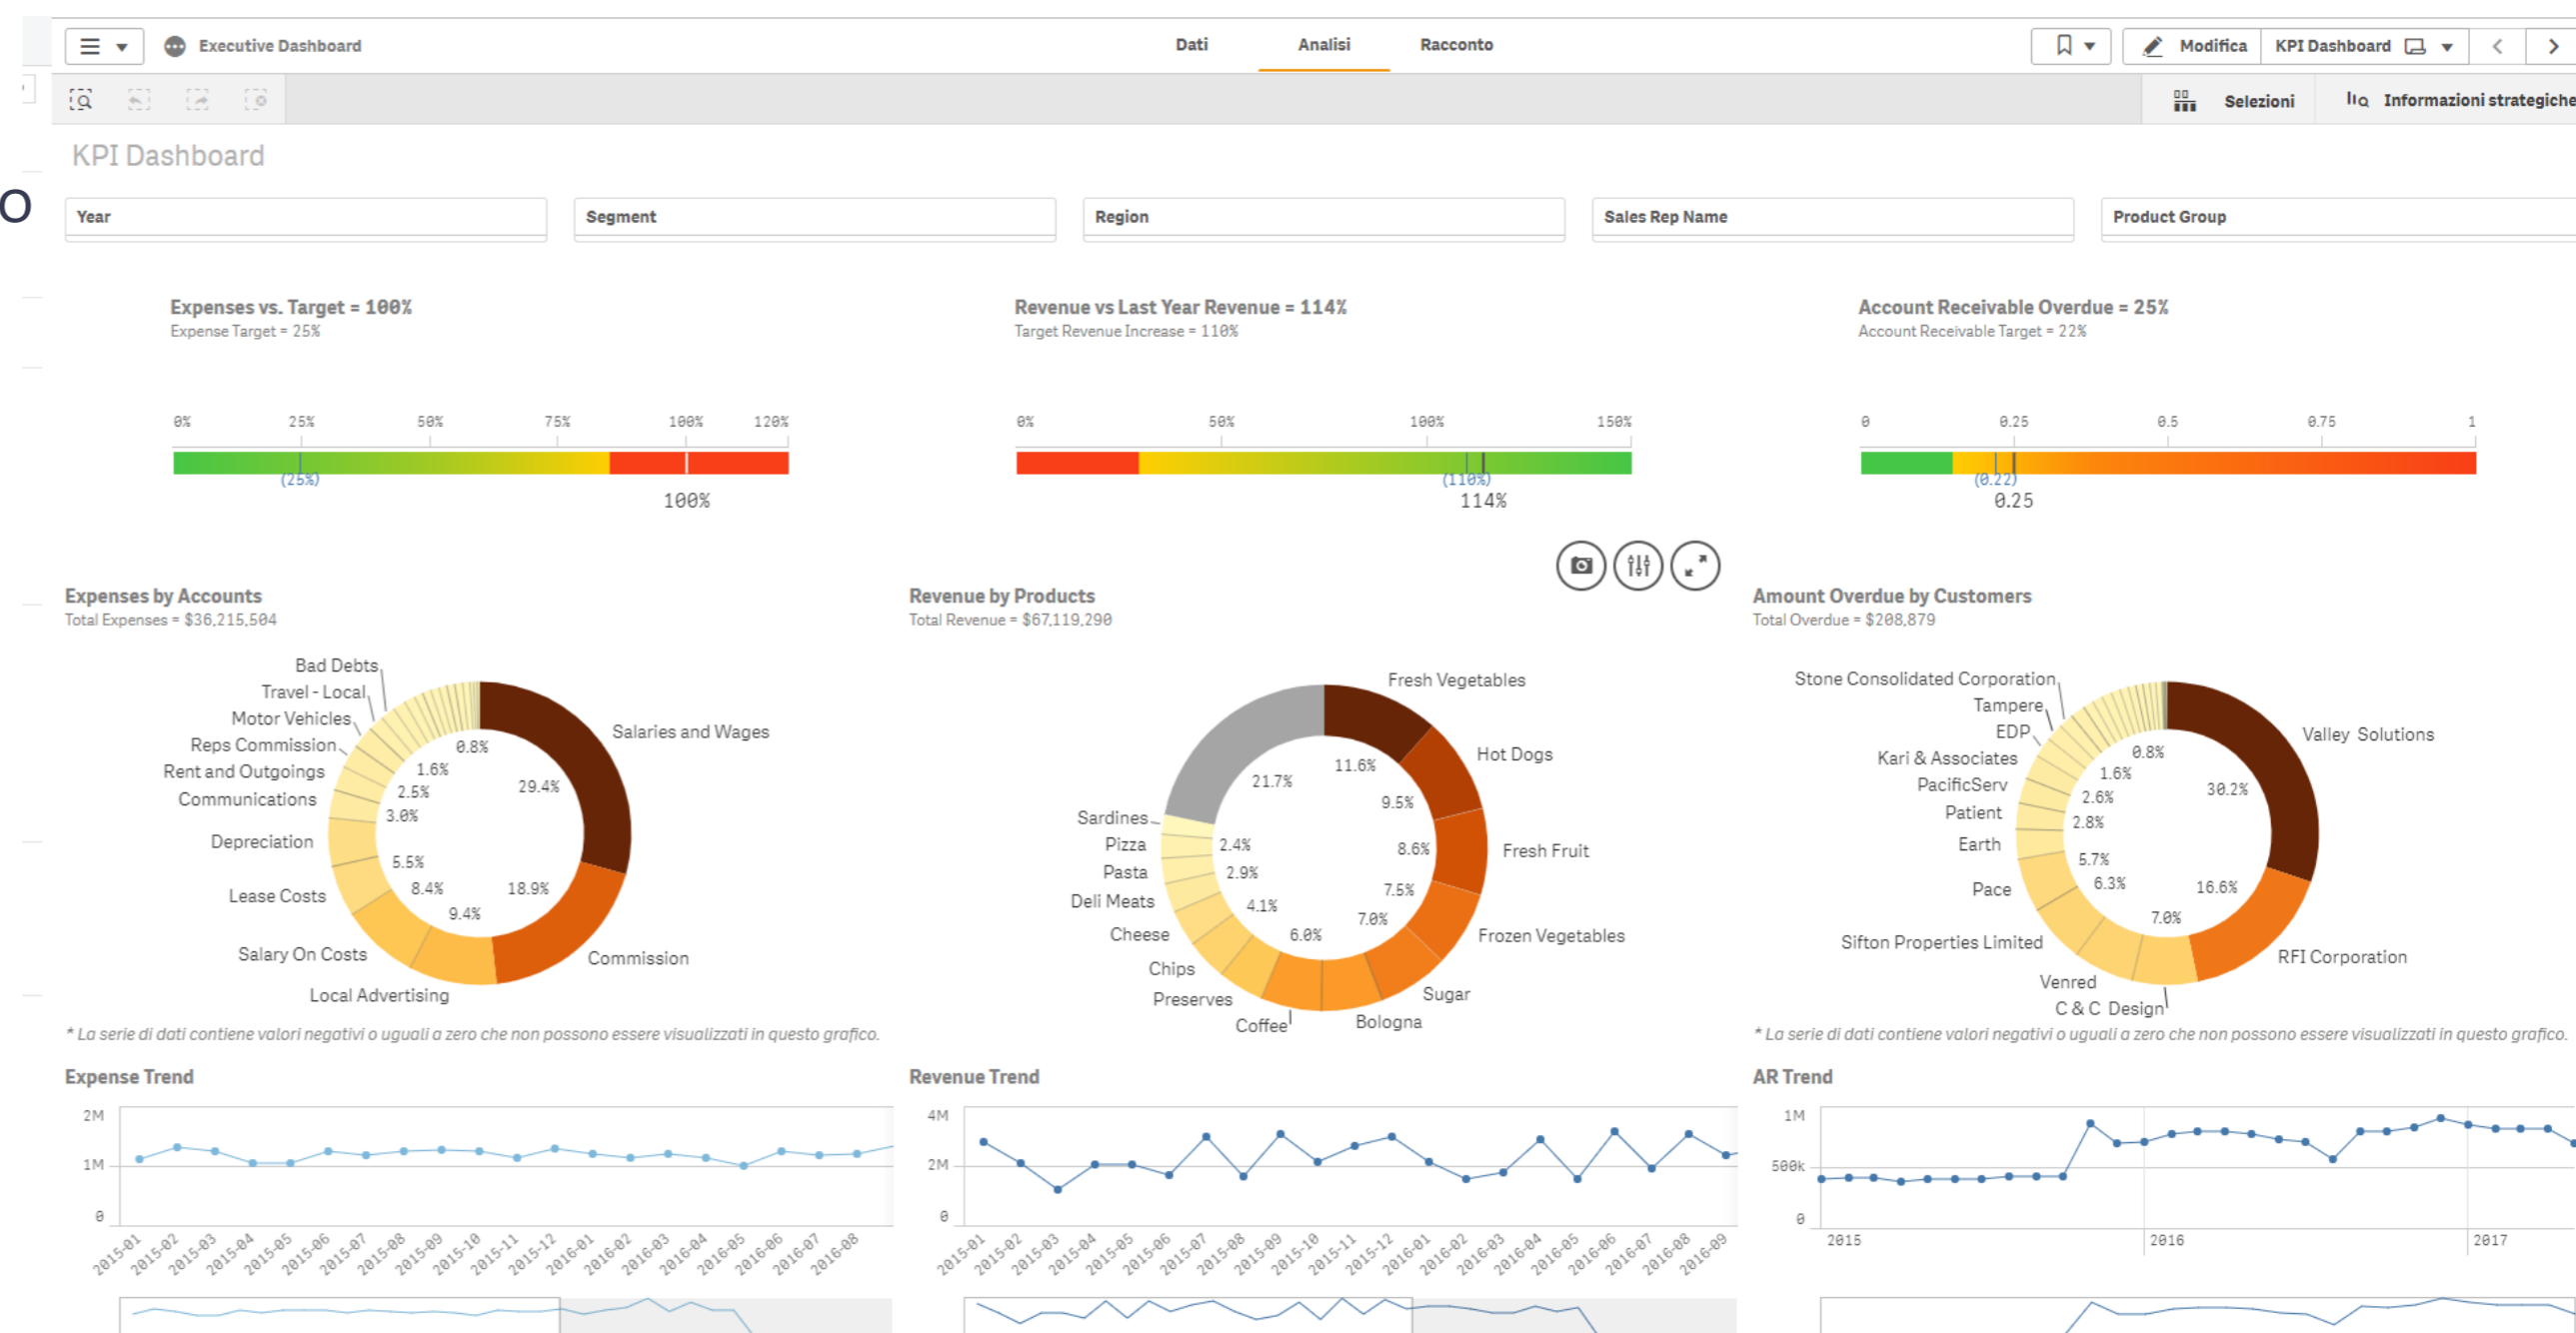 Executive Dashboard
Dati Analisi Racconto
Modifica KPI Dashboard
Selezioni Informazioni strategiche
KPI Dashboard
o
Year Segment Region Sales Rep Name Product Group
Expenses vs. Target = 100%
Expense Target = 25%
0% 25% 50% 75% 100% 120%
(25%)
100%
Revenue vs Last Year Revenue = 114%
Target Revenue Increase = 110%
0% 50% 100% 150%
(110%)
114%
Account Receivable Overdue = 25%
Account Receivable Target = 22%
0 0.25 0.5 0.75 1
(0.22)
0.25
Expenses by Accounts
Total Expenses = $36,215,504
Bad Debts
Travel - Local
Motor Vehicles
Reps Commission
Rent and Outgoings
Communications
Depreciation
Lease Costs
Salary On Costs
Local Advertising
Commission
Salaries and Wages
0.8%
1.6%
2.5%
3.0%
5.5%
8.4%
9.4%
18.9%
29.4%
* La serie di dati contiene valori negativi o uguali a zero che non possono essere visualizzati in questo grafico.
Revenue by Products
Total Revenue = $67,119,290
Fresh Vegetables
Hot Dogs
Fresh Fruit
Frozen Vegetables
Sugar
Bologna
Coffee
Preserves
Chips
Cheese
Deli Meats
Pasta
Pizza
Sardines
11.6%
9.5%
8.6%
7.5%
7.0%
6.0%
4.1%
2.9%
2.4%
21.7%
Amount Overdue by Customers
Total Overdue = $208,879
Stone Consolidated Corporation
Tampere
EDP
Kari & Associates
PacificServ
Patient
Earth
Pace
Sifton Properties Limited
Venred
C & C Design
RFI Corporation
Valley Solutions
0.8%
1.6%
2.6%
2.8%
5.7%
6.3%
7.0%
16.6%
30.2%
* La serie di dati contiene valori negativi o uguali a zero che non possono essere visualizzati in questo grafico.
Expense Trend
2M
1M
0
2015-01 2015-02 2015-03 2015-04 2015-05 2015-06 2015-07 2015-08 2015-09 2015-10 2015-11 2015-12 2016-01 2016-02 2016-03 2016-04 2016-05 2016-06 2016-07 2016-08
Revenue Trend
4M
2M
0
2015-01 2015-02 2015-03 2015-04 2015-05 2015-06 2015-07 2015-08 2015-09 2015-10 2015-11 2015-12 2016-01 2016-02 2016-03 2016-04 2016-05 2016-06 2016-07 2016-08 2016-09
AR Trend
1M
500k
0
2015 2016 2017